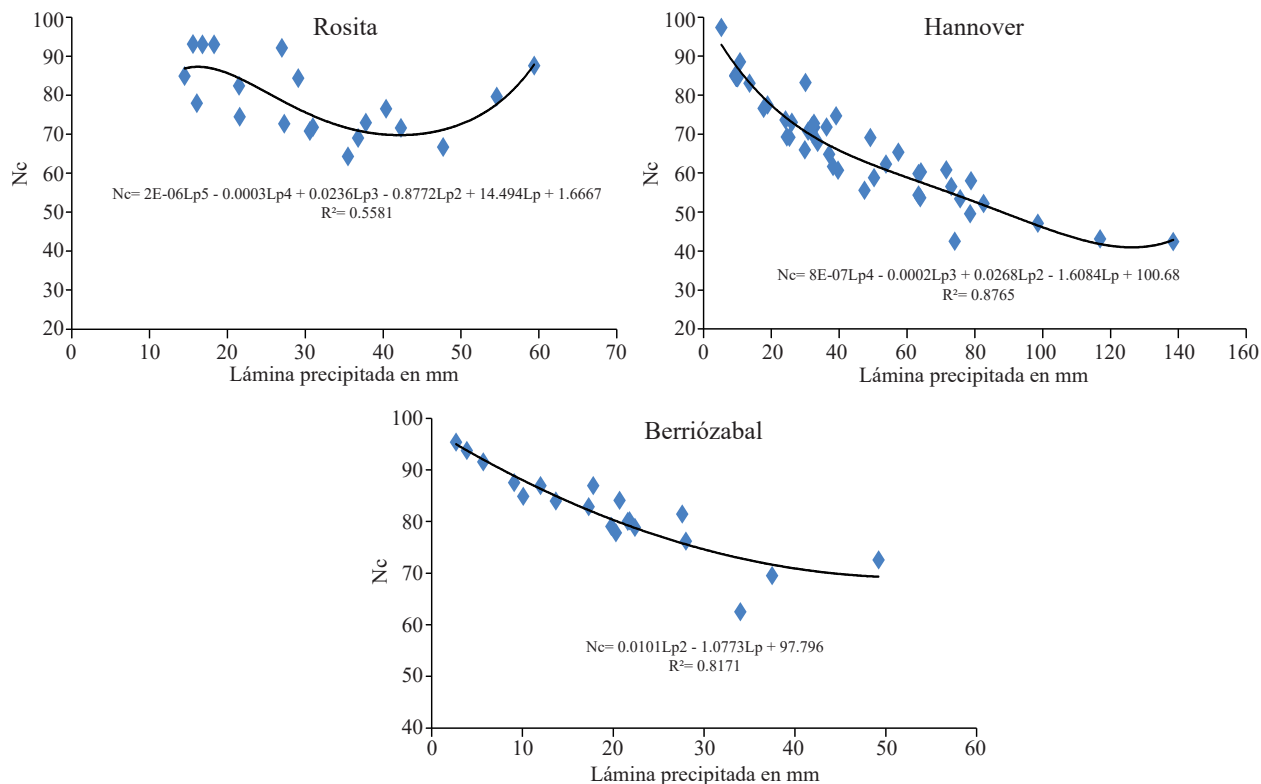 Rosita
100
90
80
70
60
50
40
30
20
Nc
Nc= 2E-06Lp5 - 0.0003Lp4 + 0.0236Lp3 - 0.8772Lp2 + 14.494Lp + 1.6667
R²= 0.5581
0 10 20 30 40 50 60 70
Lámina precipitada en mm
Hannover
100
90
80
70
60
50
40
30
20
Nc
Nc= 8E-07Lp4 - 0.0002Lp3 + 0.0268Lp2 - 1.6084Lp + 100.68
R²= 0.8765
0 20 40 60 80 100 120 140 160
Lámina precipitada en mm
Berriózabal
100
90
80
70
60
50
40
Nc
Nc= 0.0101Lp2 - 1.0773Lp + 97.796
R²= 0.8171
0 10 20 30 40 50 60
Lámina precipitada en mm